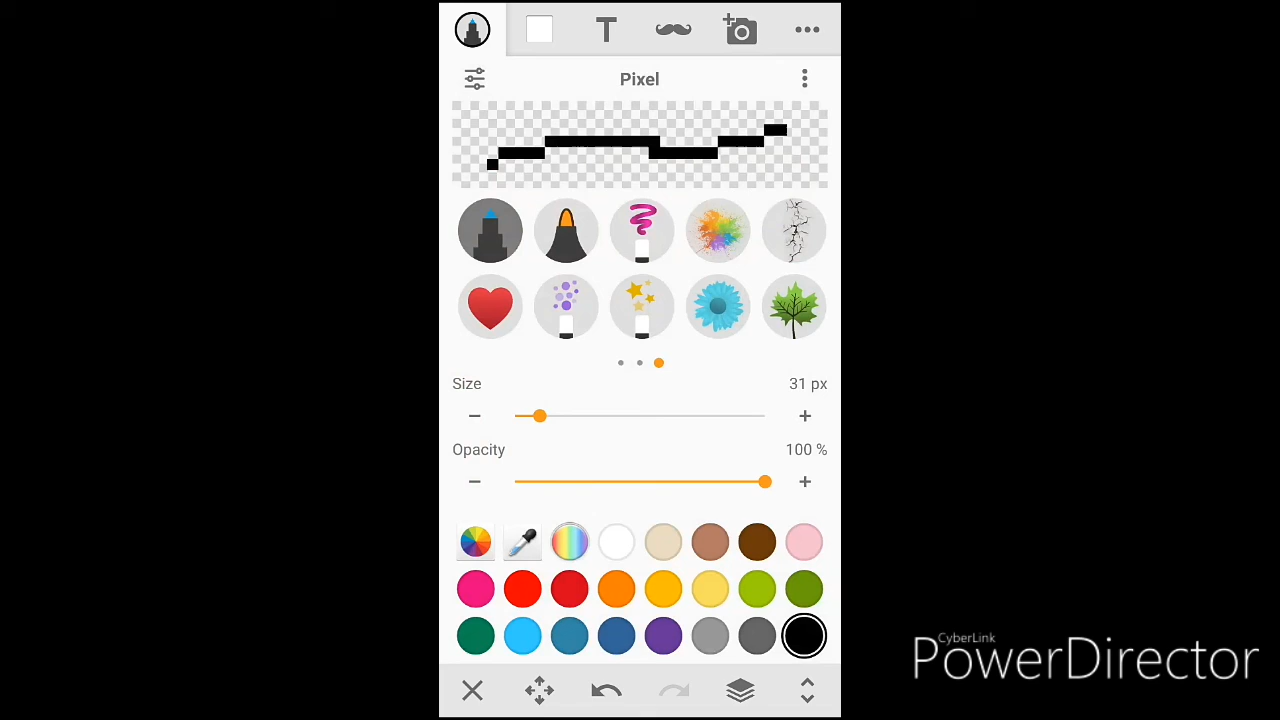 T
Pixel
Size
31 px
Opacity
100 %
CyberLink
PowerDirector